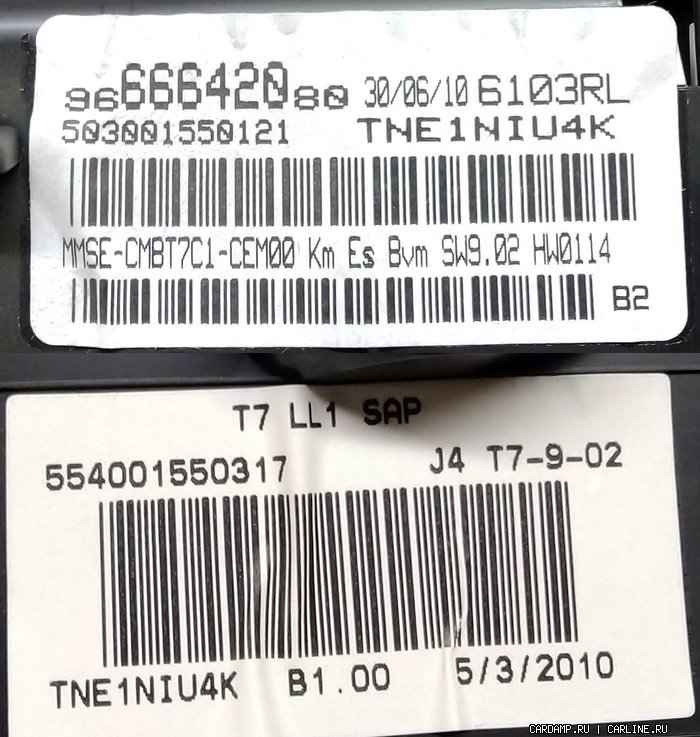 9666642080 30/06/10 6103RL
503001550121 TNE1NIU4K
MMSE-CMBT7C1-CEM00 Km Es Bvm SW9.02 HW0114
B2
T7 LL1 SAP
554001550317 J4 T7-9-02
TNE1NIU4K B1.00 5/3/2010
CARDAMP.RU | CARLINE.RU